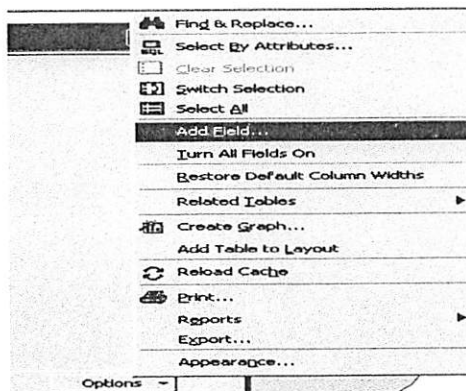 Find & Replace...
SQL Select By Attributes...
Clear Selection
Switch Selection
Select All
Add Field...
Turn All Fields On
Restore Default Column Widths
Related Tables
Create Graph...
Add Table to Layout
Reload Cache
Print...
Reports
Export...
Appearance...
Options